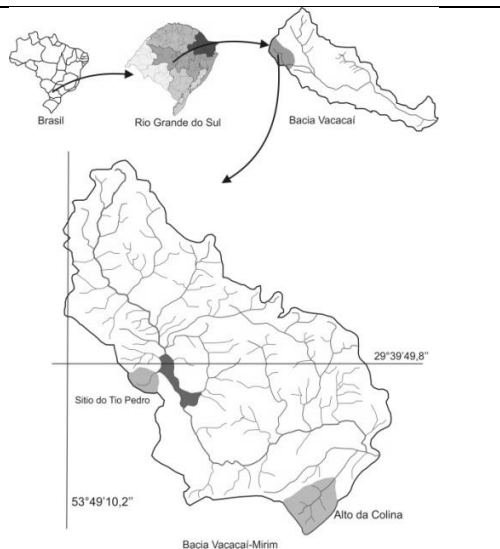 Brasil
Rio Grande do Sul
Bacia Vacacaí
29°39'49,8"
Sitio do Tio Pedro
53°49'10,2"
Alto da Colina
Bacia Vacacaí-Mirim